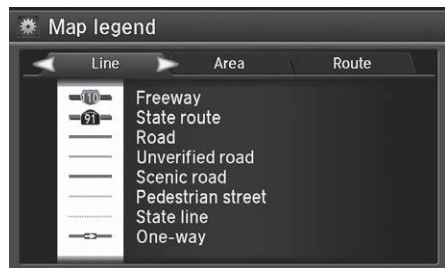 Map legend
Line Area Route
110 Freeway
91 State route
Road
Unverified road
Scenic road
Pedestrian street
State line
One-way